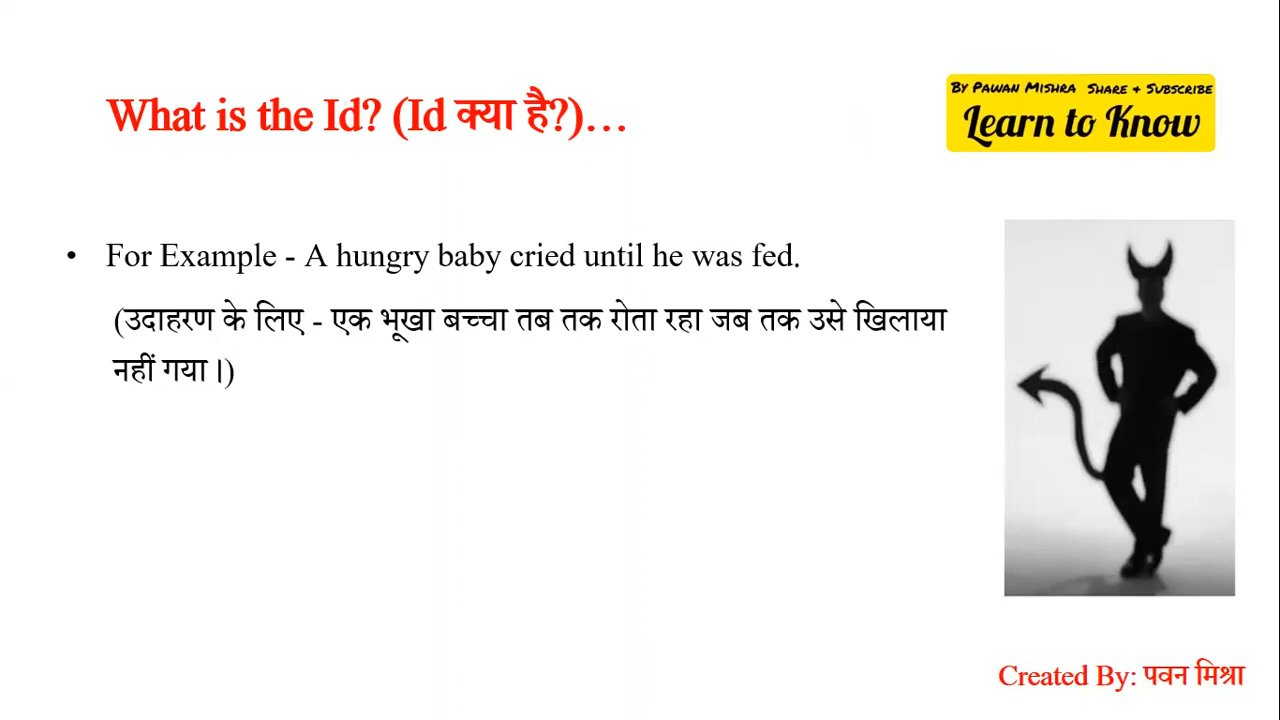 What is the Id? (Id क्या है?)…
By Pawan Mishra Share & Subscribe
Learn to Know
• For Example - A hungry baby cried until he was fed.
(उदाहरण के लिए - एक भूखा बच्चा तब तक रोता रहा जब तक उसे खिलाया
नहीं गया।)
Created By: पवन मिश्रा